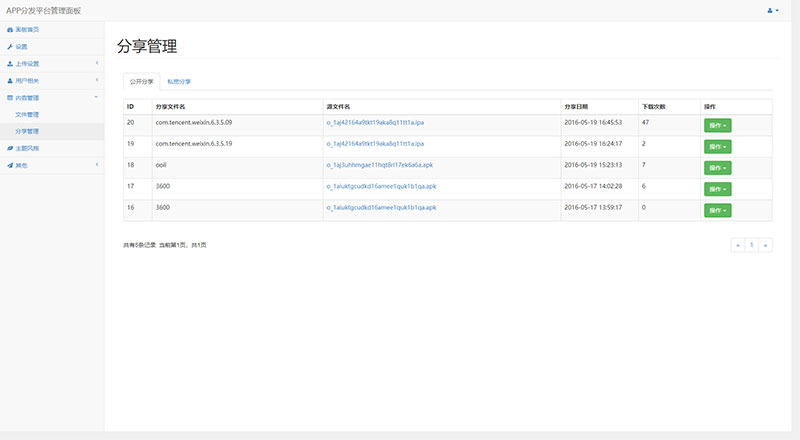 APP分发平台管理面板
面板首页
设置
上传设置
用户相关
内容管理
文件管理
分享管理
主题风格
其他
分享管理
公开分享 私密分享
ID 分享文件名 源文件名 分享日期 下载次数 操作
20 com.tencent.weixin.6.3.5.09 o_1aj42164a9tkt19aka8q11tt1a.ipa 2016-05-19 16:45:53 47 操作
19 com.tencent.weixin.6.3.5.19 o_1aj42164a9tkt19aka8q11tt1a.ipa 2016-05-19 16:24:17 2 操作
18 2016-05-19 15:23:13 7 操作
17 3600 2016-05-17 14:02:28 6 操作
16 3600 2016-05-17 13:59:17 0 操作
共有5条记录 当前第1页，共1页
« 1 »